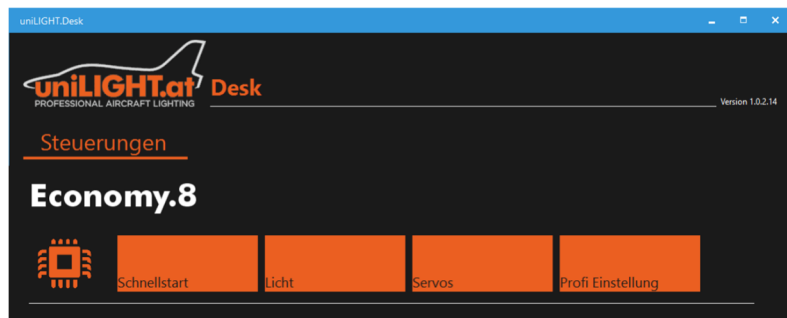 uniLIGHT.Desk
uniLIGHT.at Desk
PROFESSIONAL AIRCRAFT LIGHTING
Version 1.0.2.14
Steuerungen
Economy.8
Schnellstart Licht Servos Profi Einstellung